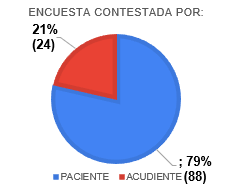 ENCUESTA CONTESTADA POR:
21%
(24)
; 79%
(88)
PACIENTE ACUDIENTE